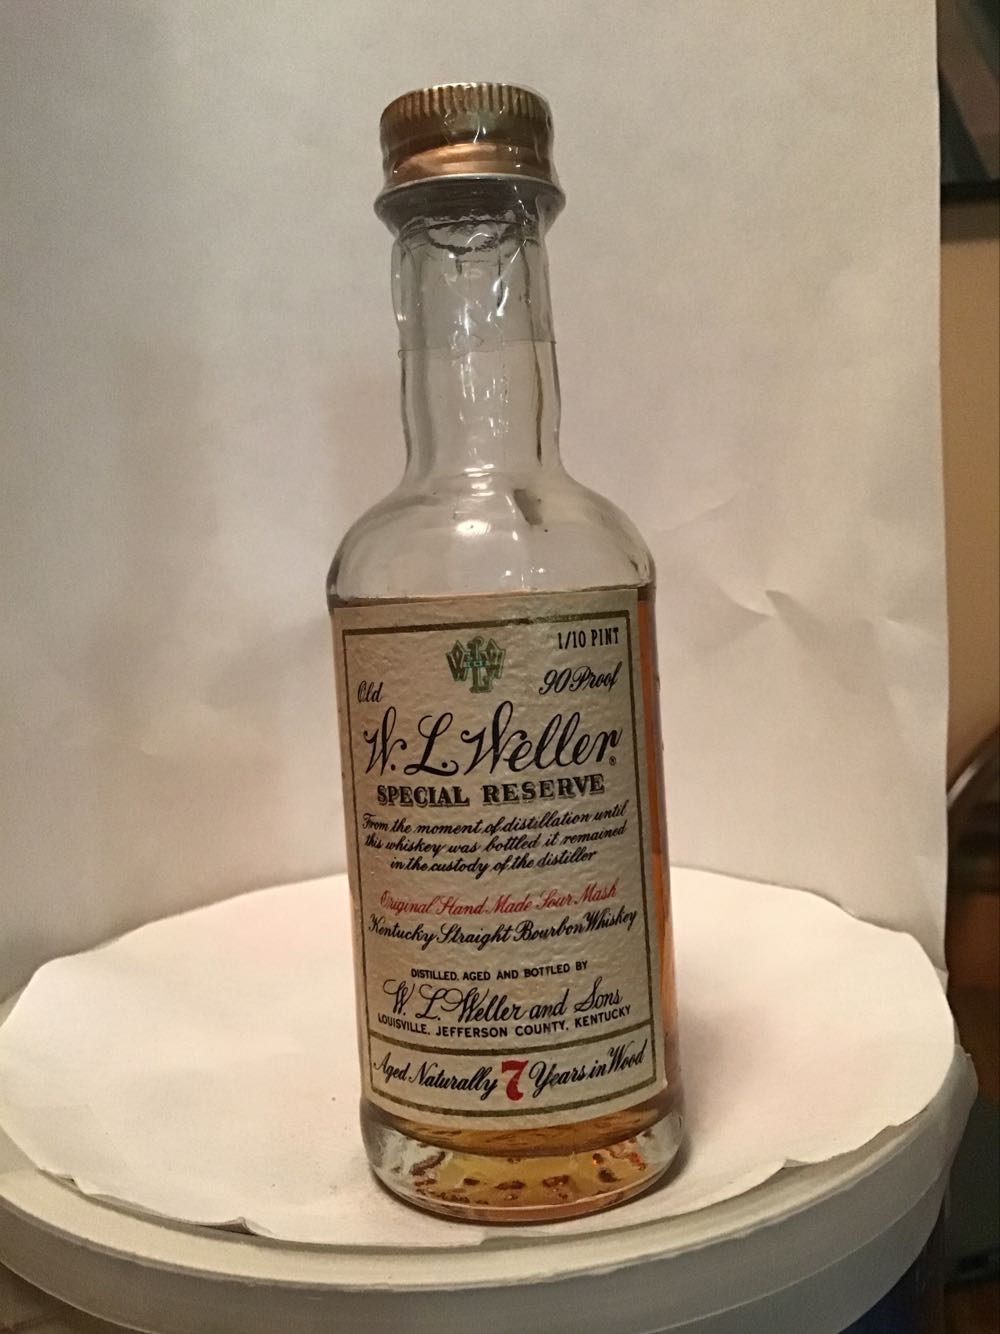 1/10 PINT
Old
90 Proof
W. L. Weller®
SPECIAL RESERVE
From the moment of distillation until
this whiskey was bottled it remained
in the custody of the distiller
Original Hand Made Sour Mash
Kentucky Straight Bourbon Whiskey
DISTILLED, AGED AND BOTTLED BY
W. L. Weller and Sons
LOUISVILLE, JEFFERSON COUNTY, KENTUCKY
Aged Naturally 7 Years in Wood